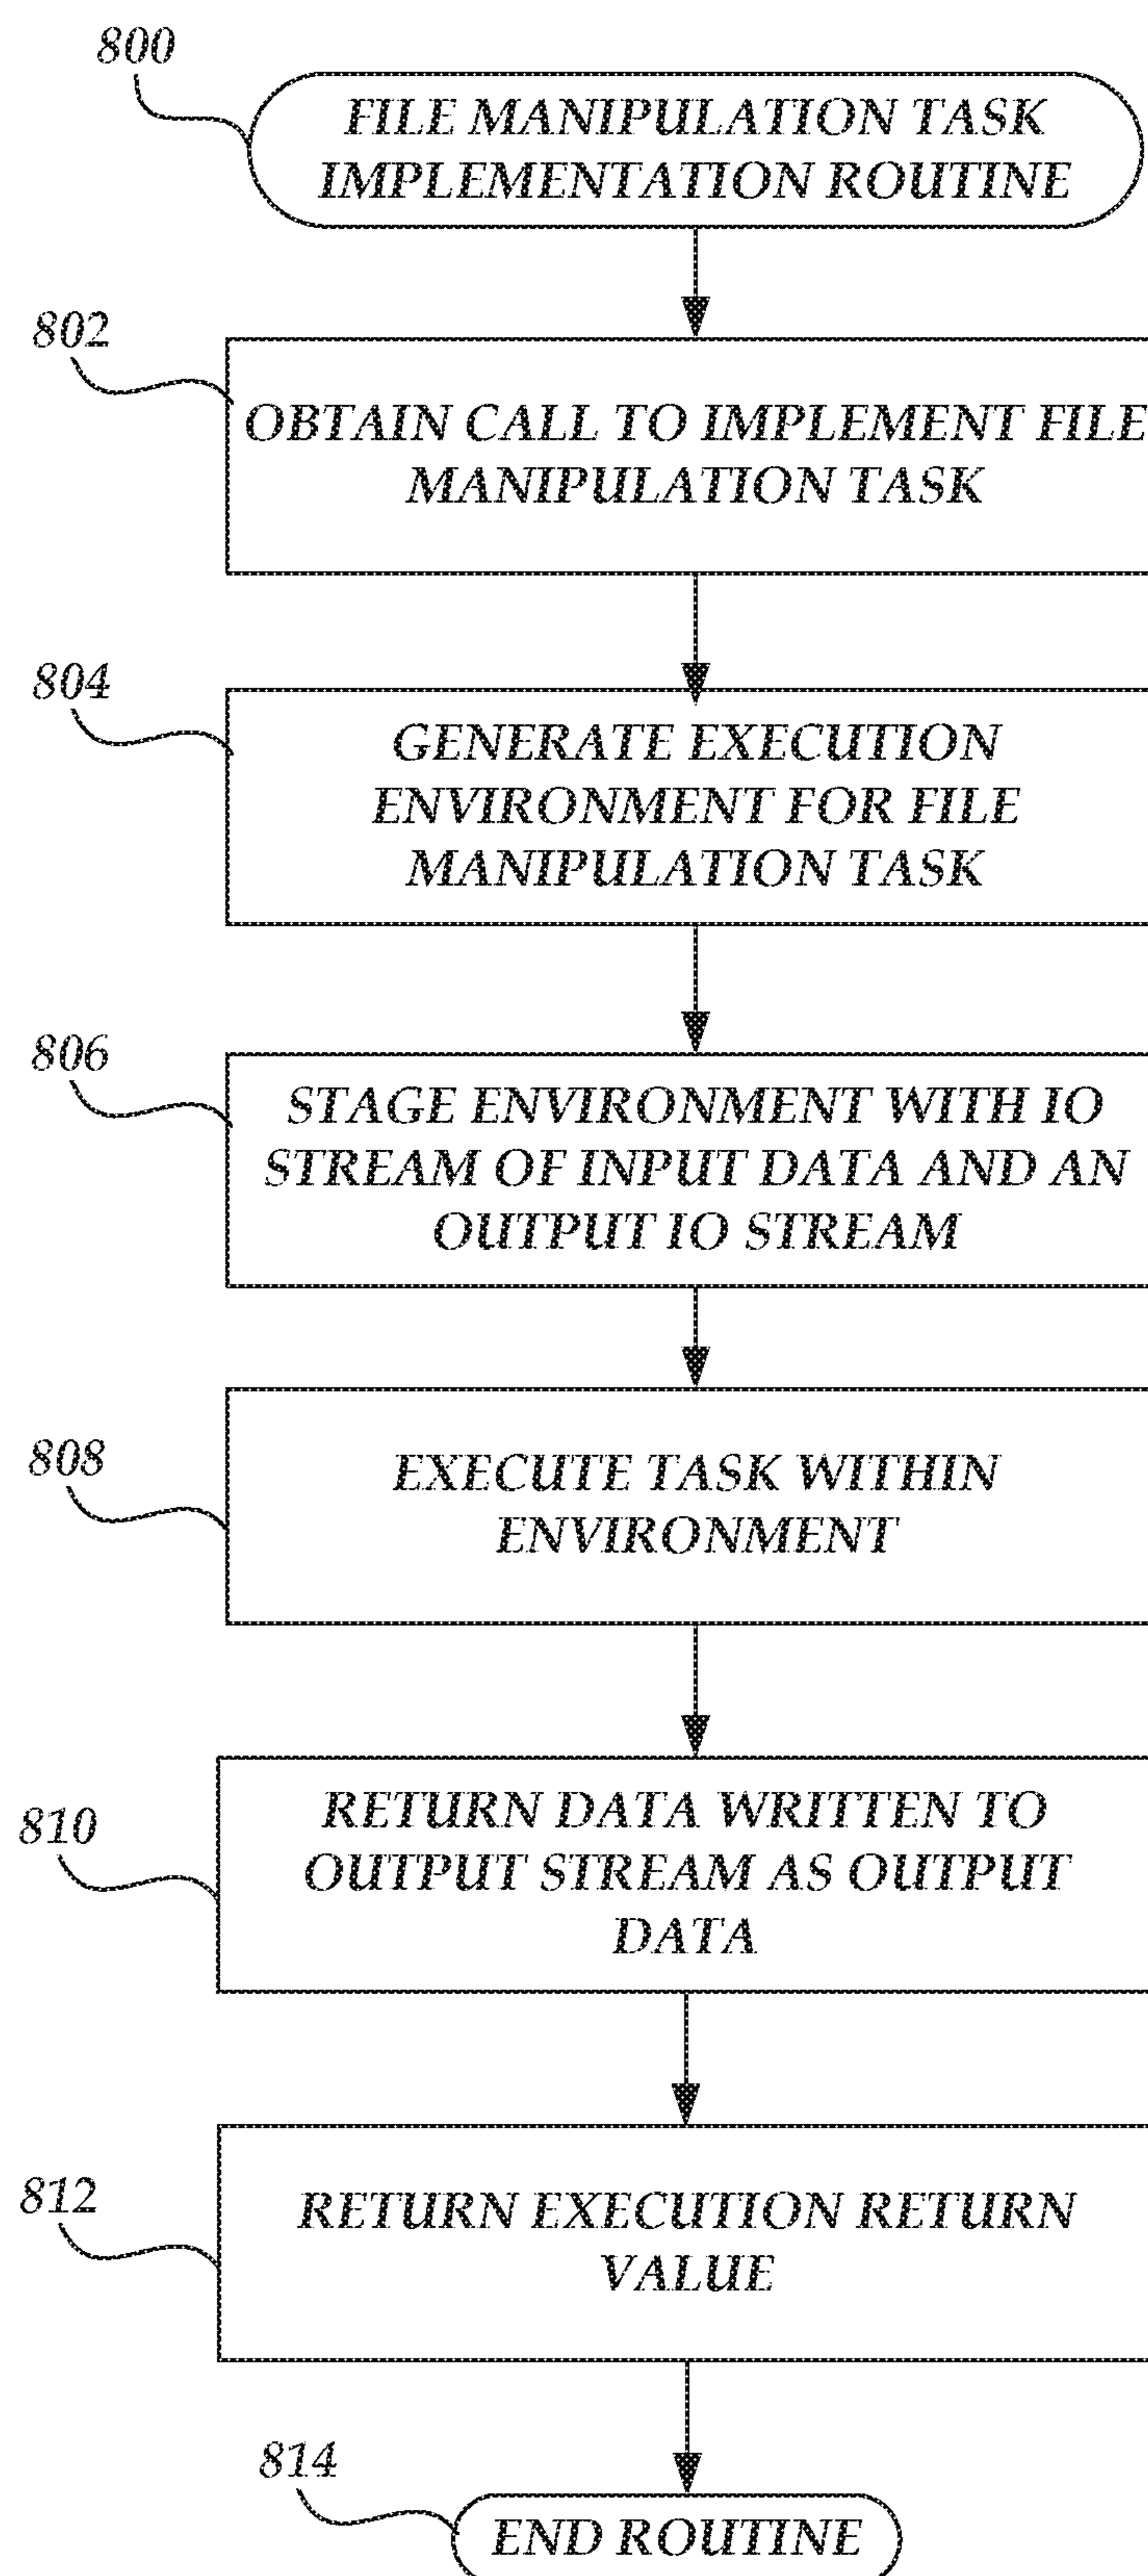 800
FILE MANIPULATION TASK
IMPLEMENTATION ROUTINE
802
OBTAIN CALL TO IMPLEMENT FILE
MANIPULATION TASK
804
GENERATE EXECUTION
ENVIRONMENT FOR FILE
MANIPULATION TASK
806
STAGE ENVIRONMENT WITH IO
STREAM OF INPUT DATA AND AN
OUTPUT IO STREAM
808
EXECUTE TASK WITHIN
ENVIRONMENT
810
RETURN DATA WRITTEN TO
OUTPUT STREAM AS OUTPUT
DATA
812
RETURN EXECUTION RETURN
VALUE
814
END ROUTINE